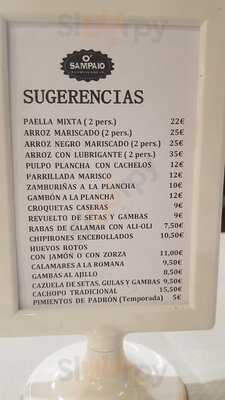 O'
SAMPAIO
SUGERENCIAS
PAELLA MIXTA ( 2 pers.) 22€
ARROZ MARISCADO (2 pers.) 25€
ARROZ NEGRO MARISCADO (2 pers.) 25€
ARROZ CON LUBRIGANTE ( 2 pers.) 35€
PULPO PLANCHA CON CACHELOS 12€
PARRILLADA MARISCO 12€
ZAMBURIÑAS A LA PLANCHA 10€
GAMBÓN A LA PLANCHA 12€
CROQUETAS CASERAS 9€
REVUELTO DE SETAS Y GAMBAS 9€
RABAS DE CALAMAR CON ALI-OLI 7,50€
CHIPIRONES ENCEBOLLADOS 10,50€
HUEVOS ROTOS
CON JAMÓN O CON ZORZA 11,00€
CALAMARES A LA ROMANA 9,50€
GAMBAS AL AJILLO 8,50€
CAZUELA DE SETAS, GULAS Y GAMBAS 9,50€
CACHOPO TRADICIONAL 15,50€
PIMIENTOS DE PADRÓN (Temporada) 5€